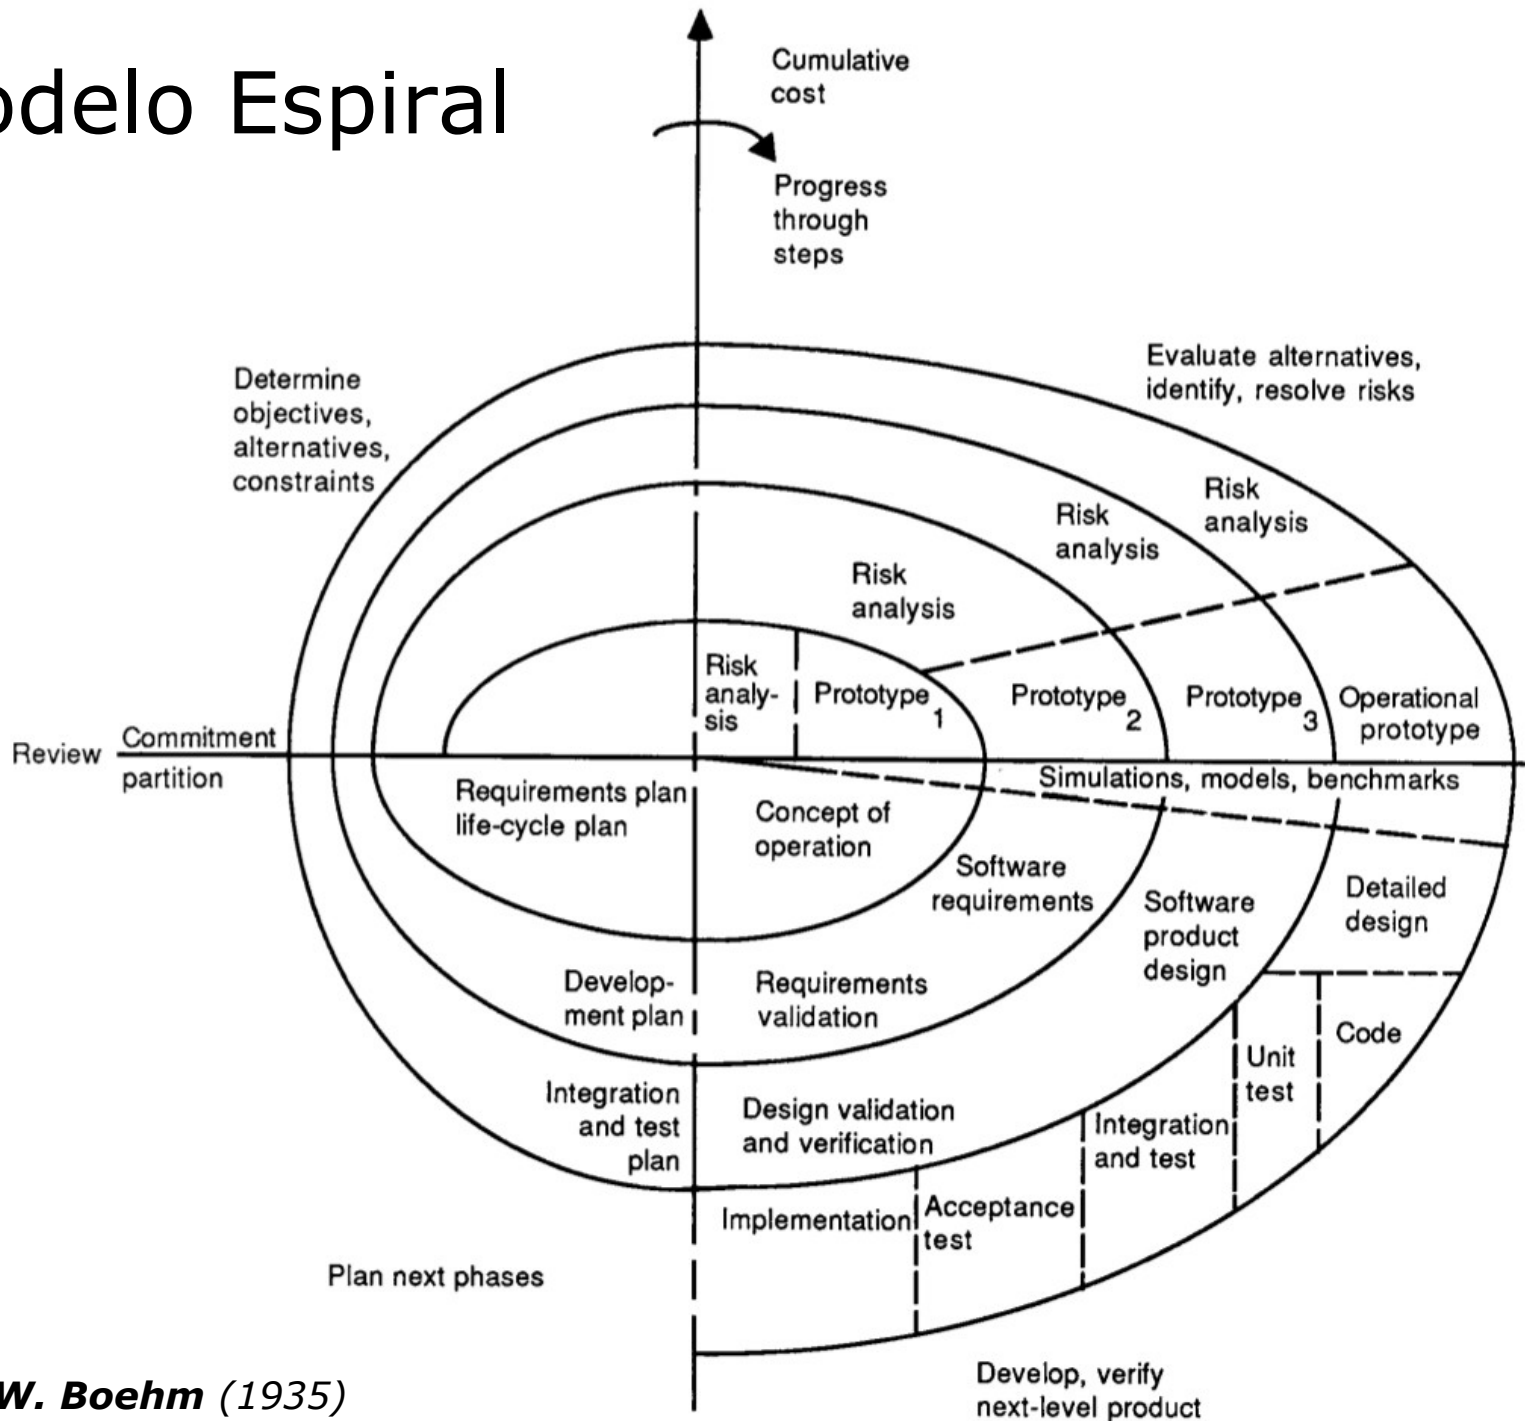 odelo Espiral
Cumulative
cost
Progress
through
steps
Determine
objectives,
alternatives,
constraints
Evaluate alternatives,
identify, resolve risks
Risk
analysis
Risk
analysis
Risk
analysis
Risk
analy-
sis
Prototype 1
Prototype 2
Prototype 3
Operational
prototype
Review
Commitment
partition
Simulations, models, benchmarks
Requirements plan
life-cycle plan
Concept of
operation
Software
requirements
Software
product
design
Detailed
design
Develop-
ment plan
Requirements
validation
Code
Unit
test
Integration
and test
plan
Design validation
and verification
Integration
and test
Acceptance
test
Implementation
Plan next phases
Develop, verify
next-level product
W. Boehm (1935)